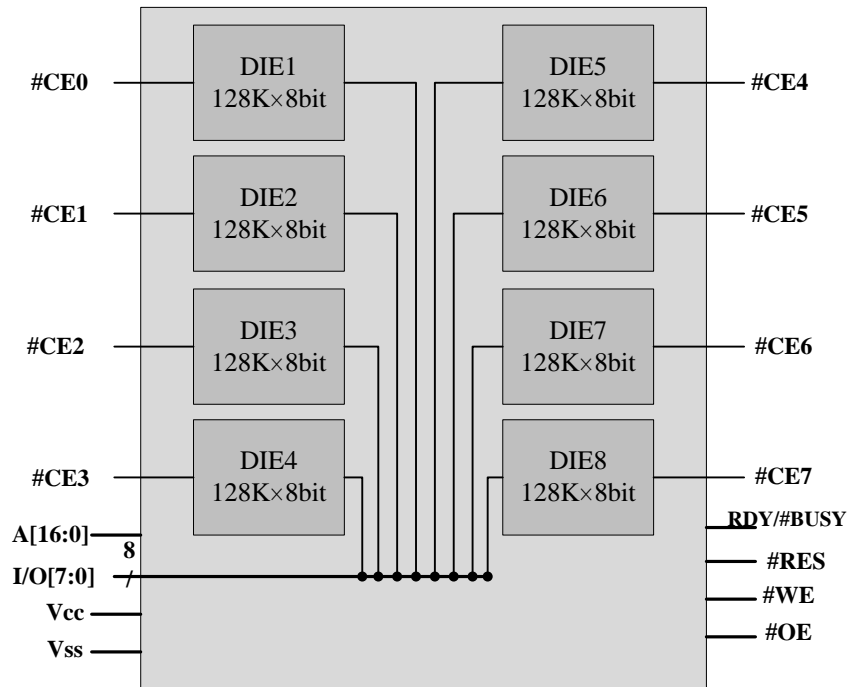 #CE0
DIE1
128K×8bit
DIE5
128K×8bit
#CE4
#CE1
DIE2
128K×8bit
DIE6
128K×8bit
#CE5
#CE2
DIE3
128K×8bit
DIE7
128K×8bit
#CE6
#CE3
DIE4
128K×8bit
DIE8
128K×8bit
#CE7
A[16:0]
RDY/#BUSY
8
/
I/O[7:0]
#RES
Vcc
#WE
Vss
#OE